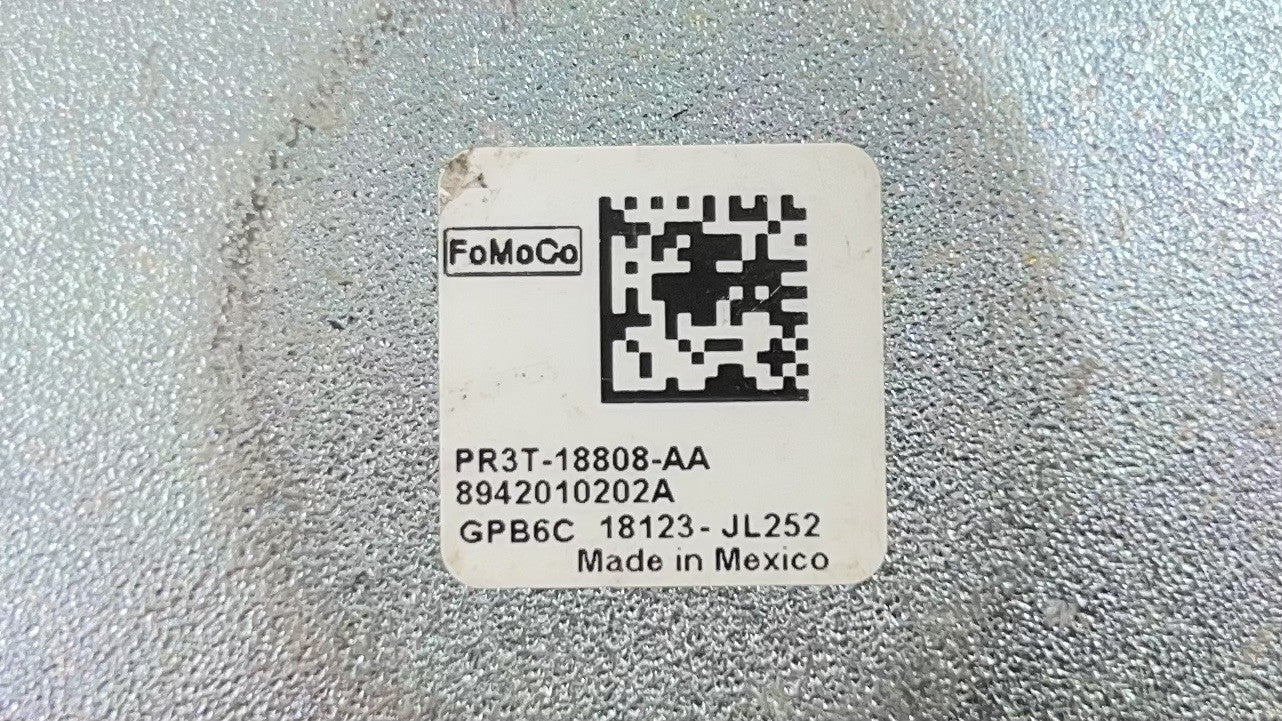 FoMoCo
PR3T-18808-AA
8942010202A
GPB6C 18123- JL252
Made in Mexico